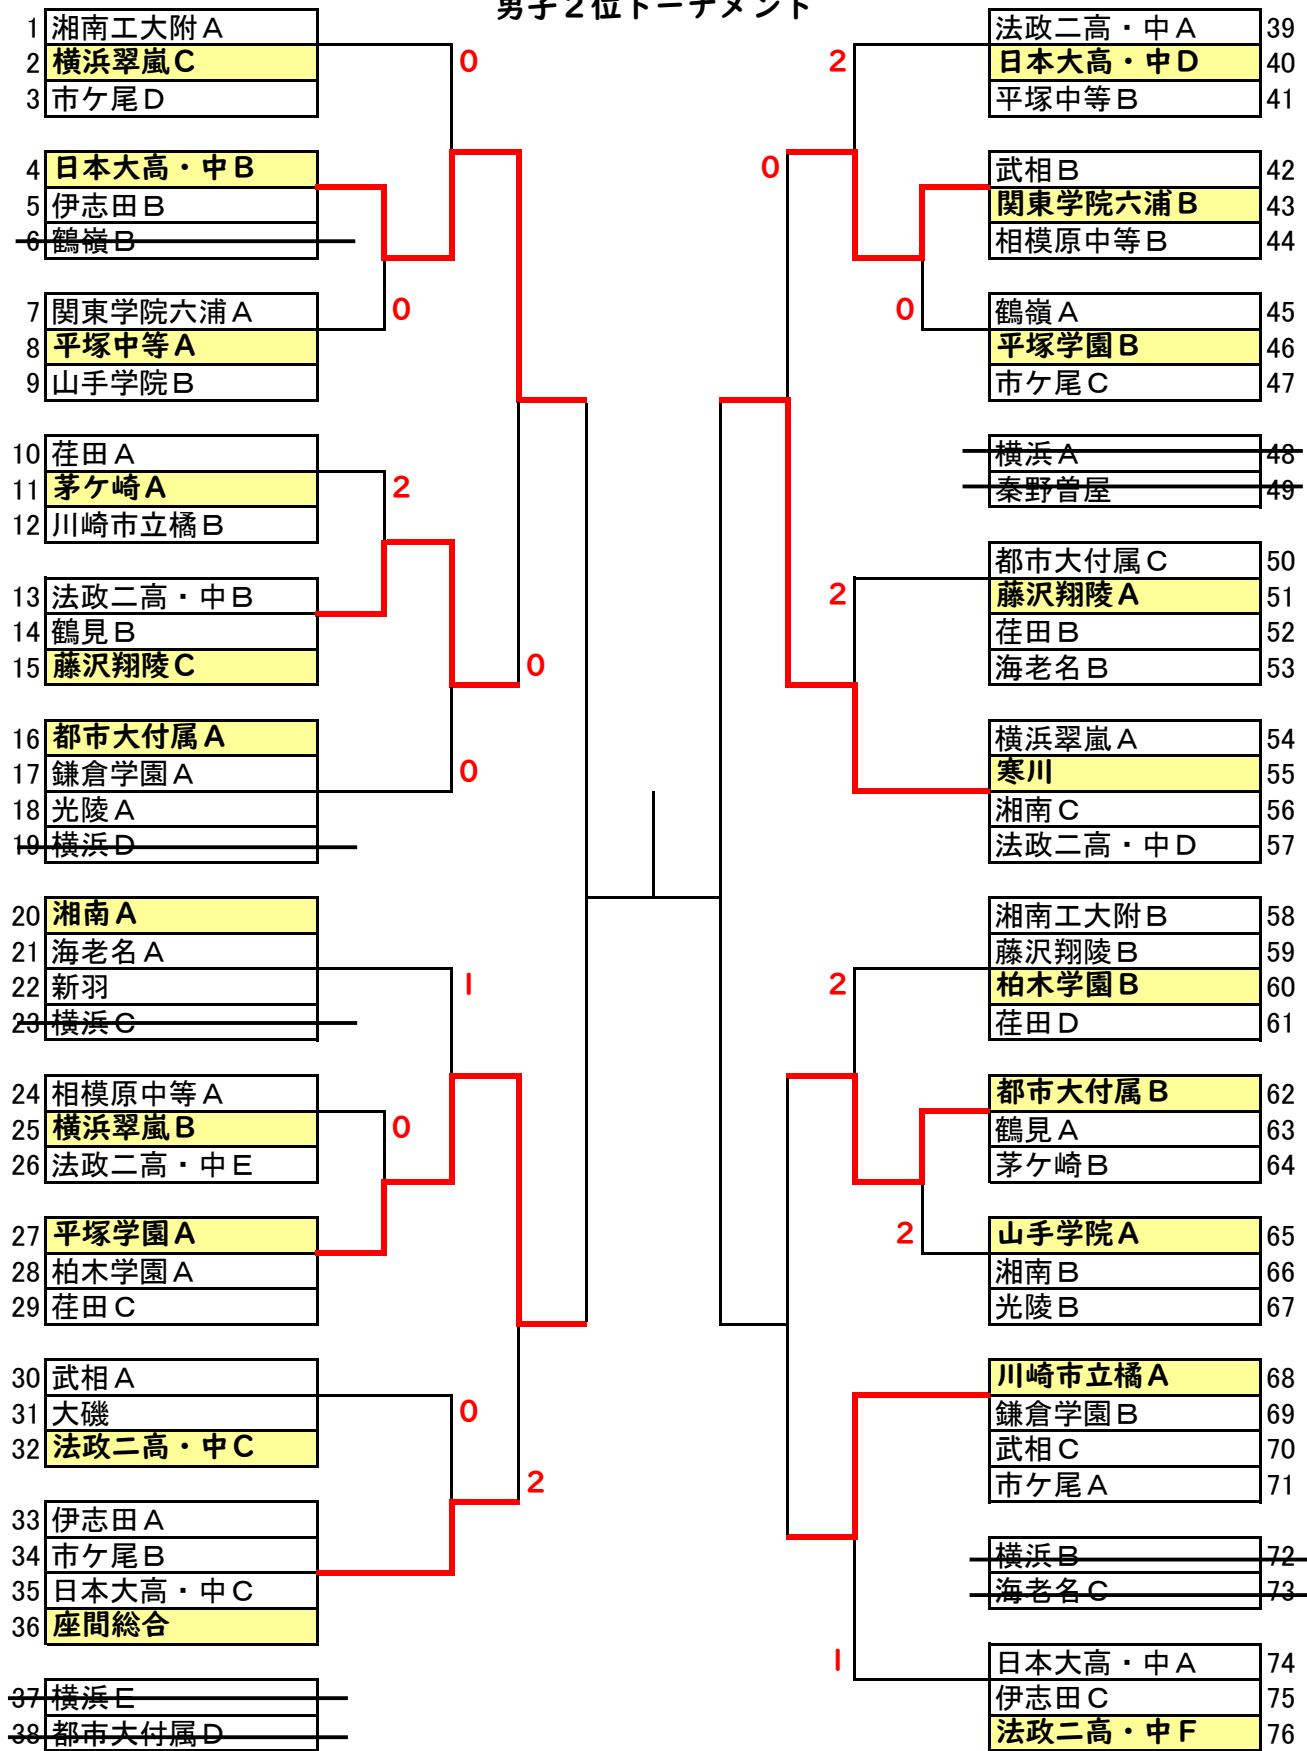 男子２位トーナメント
1 湘南工大附Ａ
2 横浜翠嵐Ｃ
3 市ケ尾Ｄ
0
4 日本大高・中Ｂ
5 伊志田Ｂ
6 鶴嶺Ｂ
7 関東学院六浦Ａ
0
8 平塚中等Ａ
9 山手学院Ｂ
10 荏田Ａ
11 茅ケ崎Ａ
2
12 川崎市立橘Ｂ
13 法政二高・中Ｂ
14 鶴見Ｂ
15 藤沢翔陵Ｃ
0
16 都市大付属Ａ
17 鎌倉学園Ａ
0
18 光陵Ａ
19 横浜Ｄ
20 湘南Ａ
21 海老名Ａ
22 新羽
1
23 横浜Ｃ
24 相模原中等Ａ
25 横浜翠嵐Ｂ
0
26 法政二高・中Ｅ
27 平塚学園Ａ
28 柏木学園Ａ
29 荏田Ｃ
30 武相Ａ
31 大磯
0
32 法政二高・中Ｃ
2
33 伊志田Ａ
34 市ケ尾Ｂ
35 日本大高・中Ｃ
36 座間総合
37 横浜Ｅ
38 都市大付属Ｄ
法政二高・中Ａ 39
2
日本大高・中Ｄ 40
平塚中等Ｂ 41
0
武相Ｂ 42
関東学院六浦Ｂ 43
相模原中等Ｂ 44
0
鶴嶺Ａ 45
平塚学園Ｂ 46
市ケ尾Ｃ 47
横浜Ａ 48
秦野曽屋 49
都市大付属Ｃ 50
2
藤沢翔陵Ａ 51
荏田Ｂ 52
海老名Ｂ 53
横浜翠嵐Ａ 54
寒川 55
湘南Ｃ 56
法政二高・中Ｄ 57
湘南工大附Ｂ 58
藤沢翔陵Ｂ 59
2
柏木学園Ｂ 60
荏田Ｄ 61
都市大付属Ｂ 62
鶴見Ａ 63
茅ケ崎Ｂ 64
2
山手学院Ａ 65
湘南Ｂ 66
光陵Ｂ 67
川崎市立橘Ａ 68
鎌倉学園Ｂ 69
武相Ｃ 70
市ケ尾Ａ 71
横浜Ｂ 72
海老名Ｃ 73
1
日本大高・中Ａ 74
伊志田Ｃ 75
法政二高・中Ｆ 76